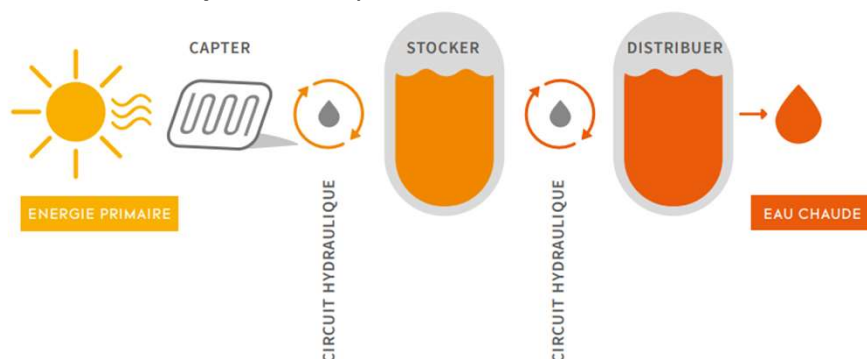 CAPTER
STOCKER
DISTRIBUER
ENERGIE PRIMAIRE
CIRCUIT HYDRAULIQUE
CIRCUIT HYDRAULIQUE
EAU CHAUDE